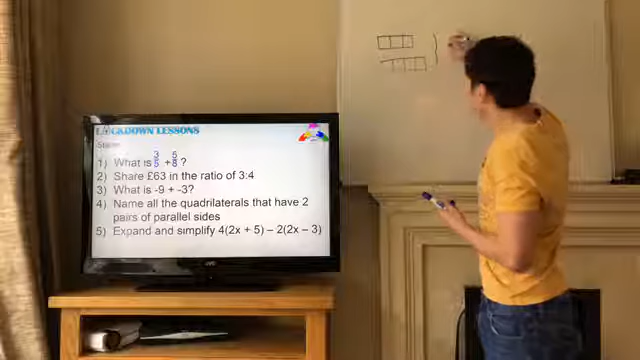 LOCKDOWN LESSONS
Starter
1) What is 3/5 + 5/8 ?
2) Share £63 in the ratio of 3:4
3) What is -9 + -3?
4) Name all the quadrilaterals that have 2
pairs of parallel sides
5) Expand and simplify 4(2x + 5) – 2(2x – 3)
JVC